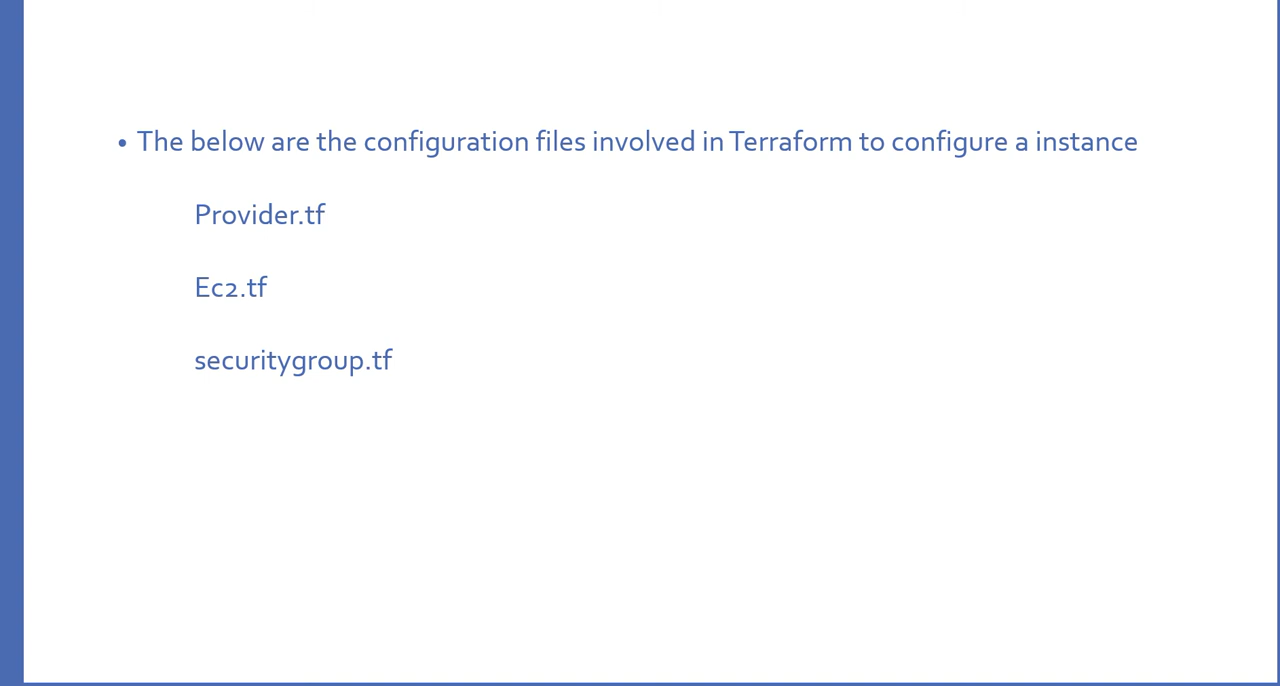 • The below are the configuration files involved in Terraform to configure a instance
Provider.tf
Ec2.tf
securitygroup.tf